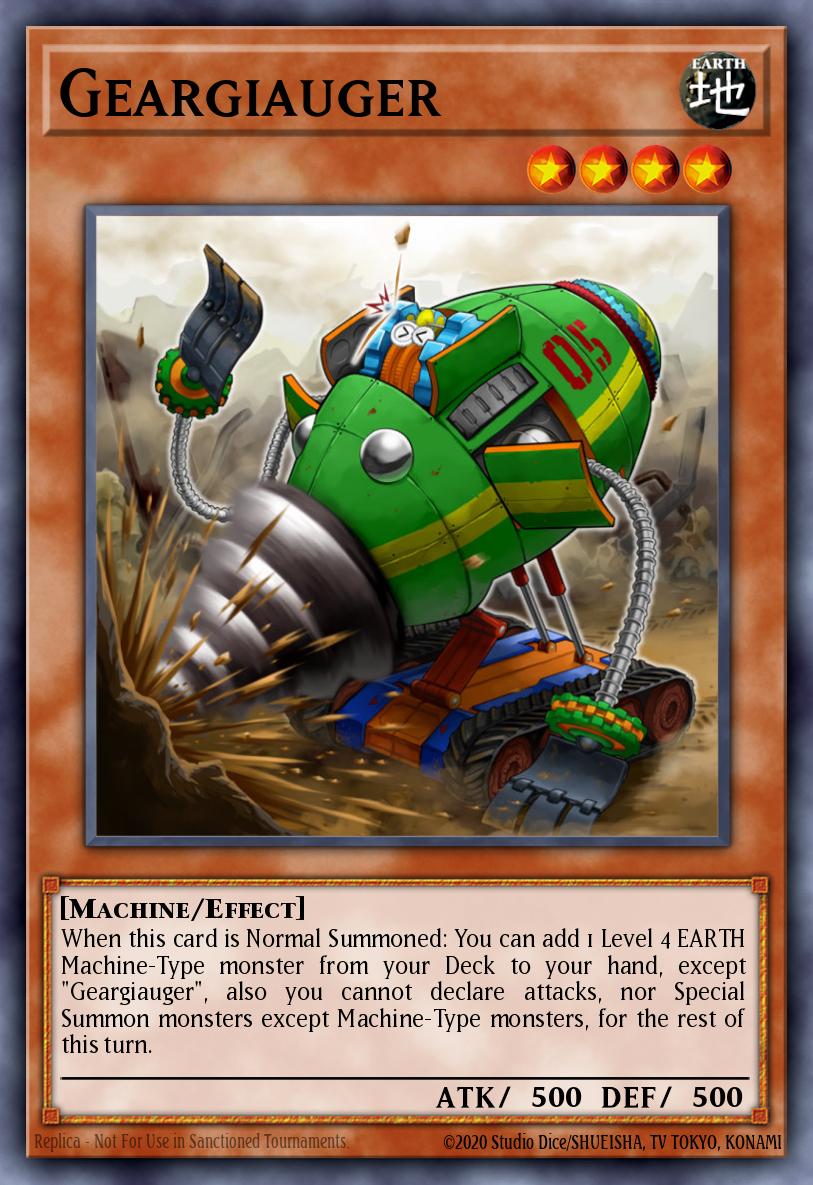 Geargiauger
EARTH
地
05
[Machine/Effect]
When this card is Normal Summoned: You can add 1 Level 4 EARTH
Machine-Type monster from your Deck to your hand, except
"Geargiauger", also you cannot declare attacks, nor Special
Summon monsters except Machine-Type monsters, for the rest of
this turn.
ATK/ 500 DEF/ 500
Replica - Not For Use in Sanctioned Tournaments.
©2020 Studio Dice/SHUEISHA, TV TOKYO, KONAMI